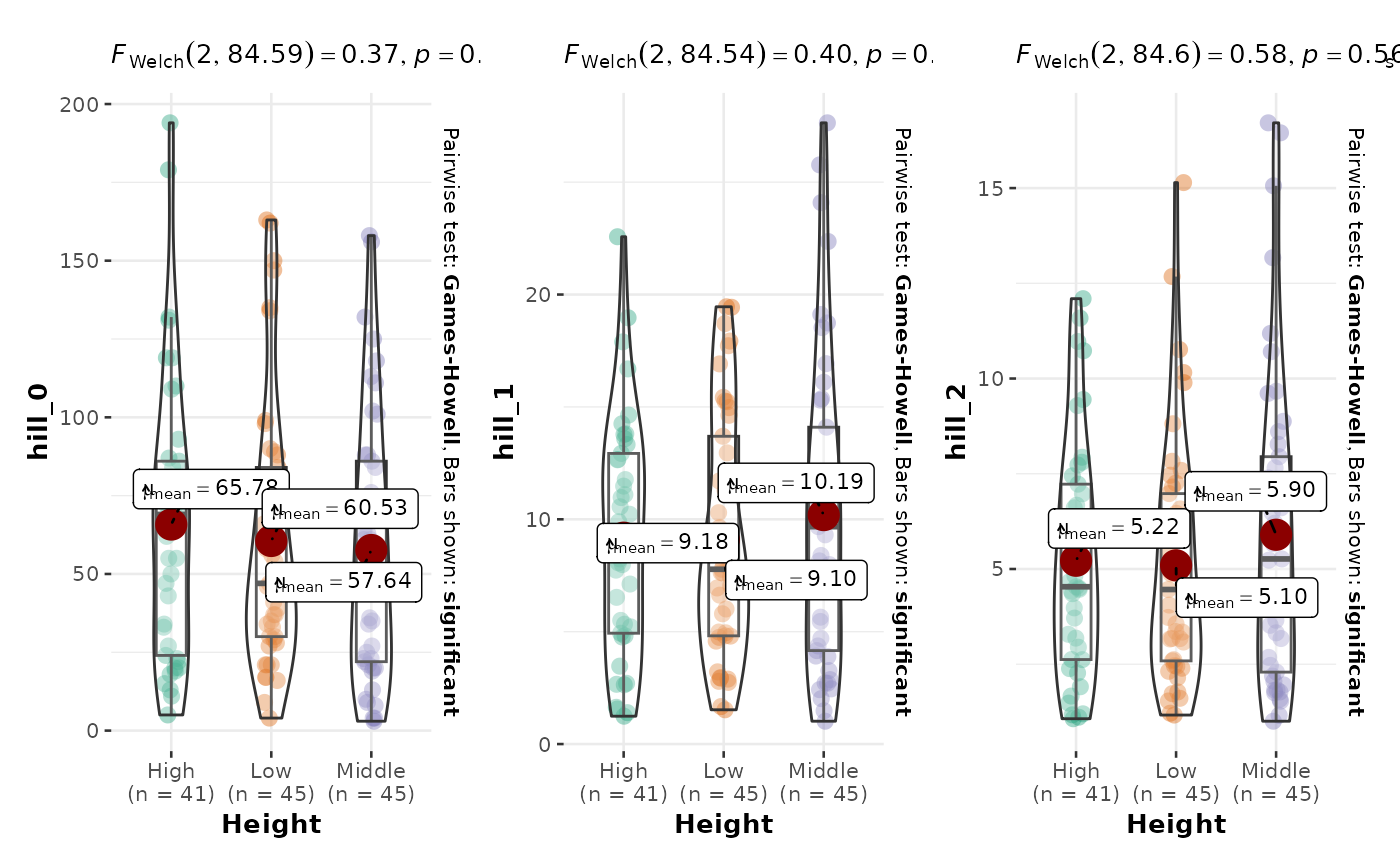 F Welch(2, 84.59) = 0.37, p = 0.
F Welch(2, 84.54) = 0.40, p = 0.
F Welch(2, 84.6) = 0.58, p = 0.56
hill_0
200
150
100
50
0
μ̂ mean = 65.78
μ̂ mean = 60.53
μ̂ mean = 57.64
High
(n = 41)
Low
(n = 45)
Middle
(n = 45)
Height
Pairwise test: Games-Howell, Bars shown: significant
hill_1
20
10
0
μ̂ mean = 9.18
μ̂ mean = 10.19
μ̂ mean = 9.10
High
(n = 41)
Low
(n = 45)
Middle
(n = 45)
Height
Pairwise test: Games-Howell, Bars shown: significant
hill_2
15
10
5
μ̂ mean = 5.22
μ̂ mean = 5.90
μ̂ mean = 5.10
High
(n = 41)
Low
(n = 45)
Middle
(n = 45)
Height
Pairwise test: Games-Howell, Bars shown: significant